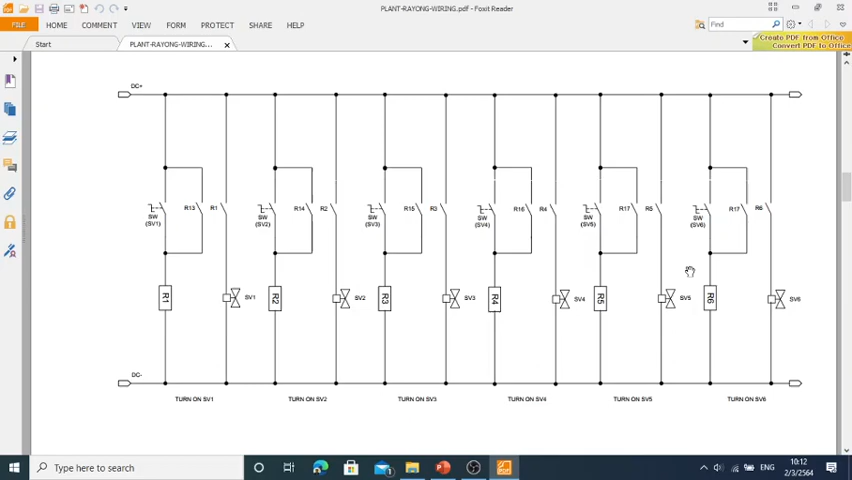 PLANT-RAYONG-WIRING.pdf - Foxit Reader
FILE HOME COMMENT VIEW FORM PROTECT SHARE HELP
Find
Start PLANT-RAYONG-WIRING....
Create PDF from Office
Convert PDF to Office
DC+
R13 R1 R14 R2 R15 R3 R16 R4 R17 R5 R17 R6
SW SW SW SW SW SW
(SV1) (SV2) (SV3) (SV4) (SV5) (SV6)
R1 SV1 R2 SV2 R3 SV3 R4 SV4 R5 SV5 R6 SV6
DC-
TURN ON SV1 TURN ON SV2 TURN ON SV3 TURN ON SV4 TURN ON SV5 TURN ON SV6
Type here to search
ENG
10:12
2/3/2564